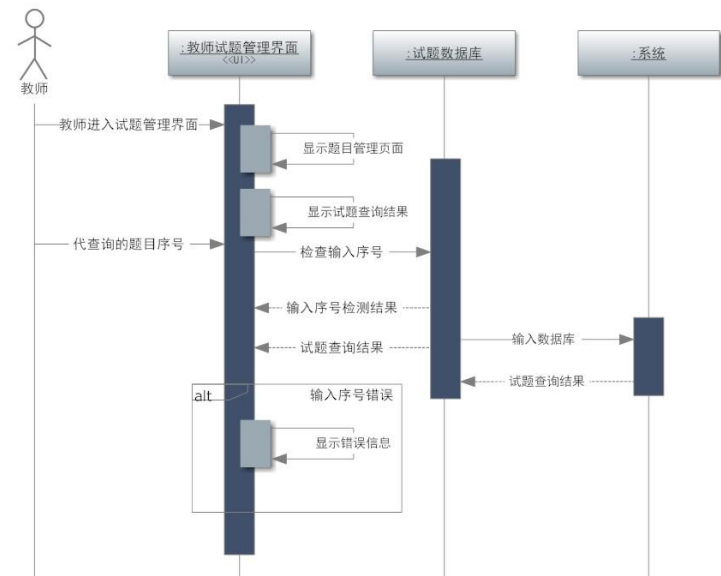 :教师试题管理界面
<<UI>>
:试题数据库
:系统
教师
教师进入试题管理界面
显示题目管理页面
显示试题查询结果
代查询的题目序号
检查输入序号
输入序号检测结果
输入数据库
试题查询结果
试题查询结果
alt
输入序号错误
显示错误信息